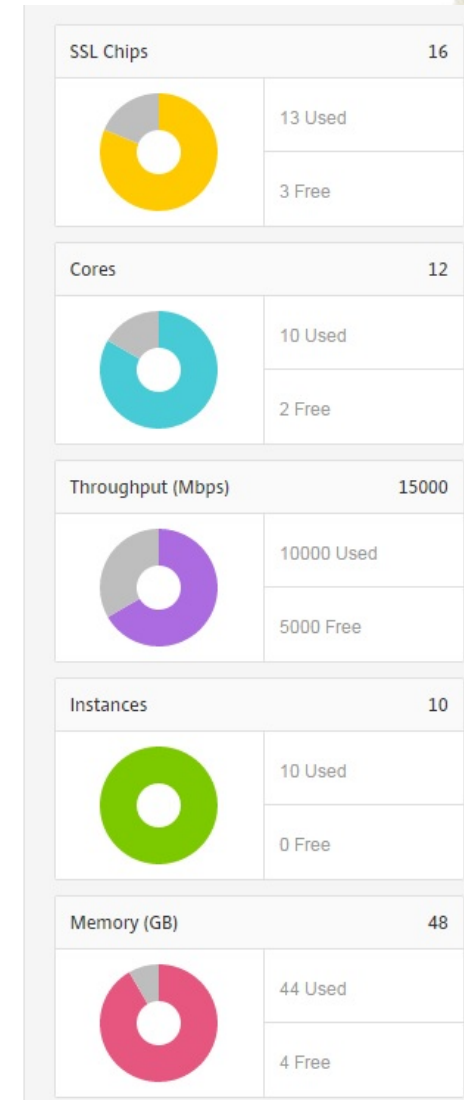 SSL Chips 16
13 Used
3 Free
Cores 12
10 Used
2 Free
Throughput (Mbps) 15000
10000 Used
5000 Free
Instances 10
10 Used
0 Free
Memory (GB) 48
44 Used
4 Free